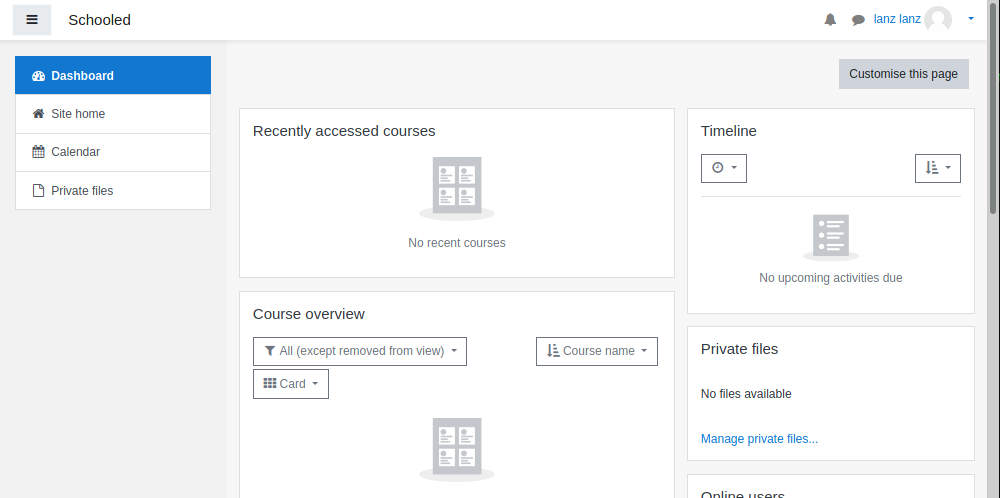 Schooled
lanz lanz
Dashboard
Site home
Calendar
Private files
Customise this page
Recently accessed courses
No recent courses
Course overview
All (except removed from view)
Course name
Card
Timeline
No upcoming activities due
Private files
No files available
Manage private files...
Online users